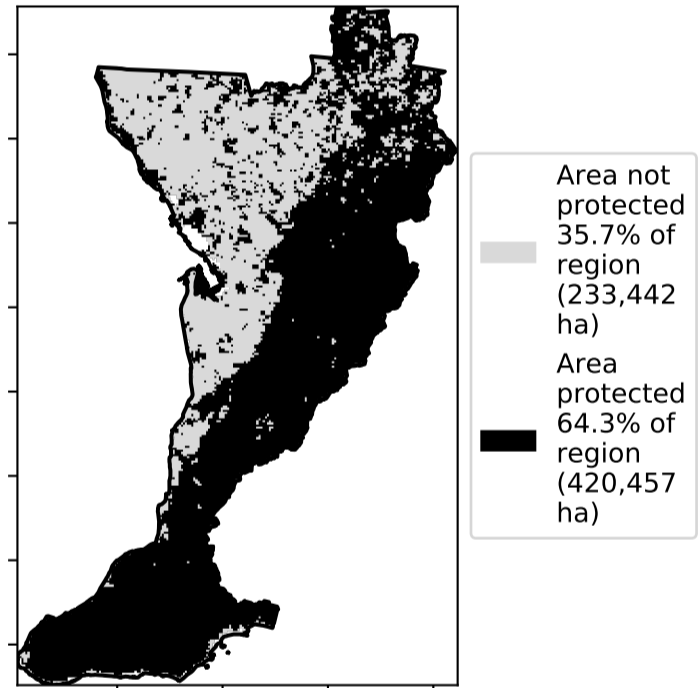 Area not
protected
35.7% of
region
(233,442
ha)
Area
protected
64.3% of
region
(420,457
ha)